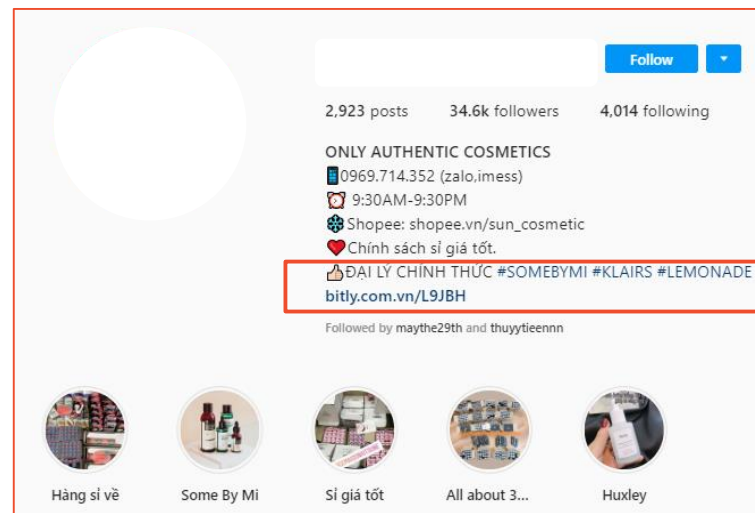 Follow
2,923 posts 34.6k followers 4,014 following
ONLY AUTHENTIC COSMETICS
0969.714.352 (zalo,imess)
9:30AM-9:30PM
Shopee: shopee.vn/sun_cosmetic
Chính sách sỉ giá tốt.
ĐẠI LÝ CHÍNH THỨC #SOMEBYMI #KLAIRS #LEMONADE
bitly.com.vn/L9JBH
Followed by maythe29th and thuyytieennn
Hàng sỉ về Some By Mi Sỉ giá tốt All about 3... Huxley